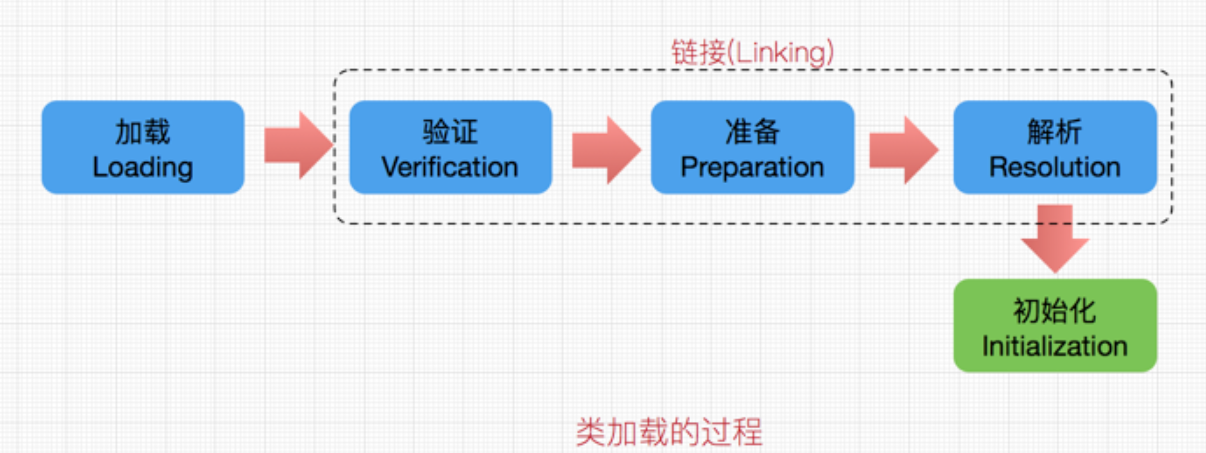 链接(Linking)
加载
Loading
验证
Verification
准备
Preparation
解析
Resolution
初始化
Initialization
类加载的过程